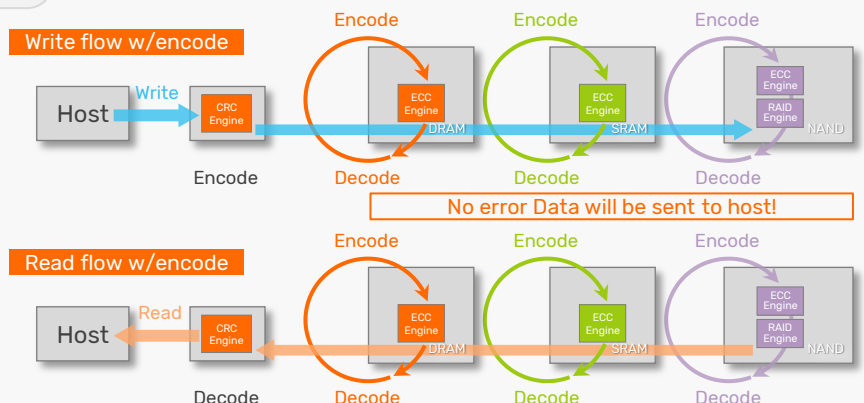 Encode Encode Encode
Write flow w/encode
Host
Write
CRC
Engine
ECC
Engine
DRAM
ECC
Engine
SRAM
ECC
Engine
RAID
Engine
NAND
Encode
Decode Decode Decode
No error Data will be sent to host!
Encode Encode Encode
Read flow w/encode
Host
Read
CRC
Engine
ECC
Engine
DRAM
ECC
Engine
SRAM
ECC
Engine
RAID
Engine
NAND
Decode Decode Decode Decode